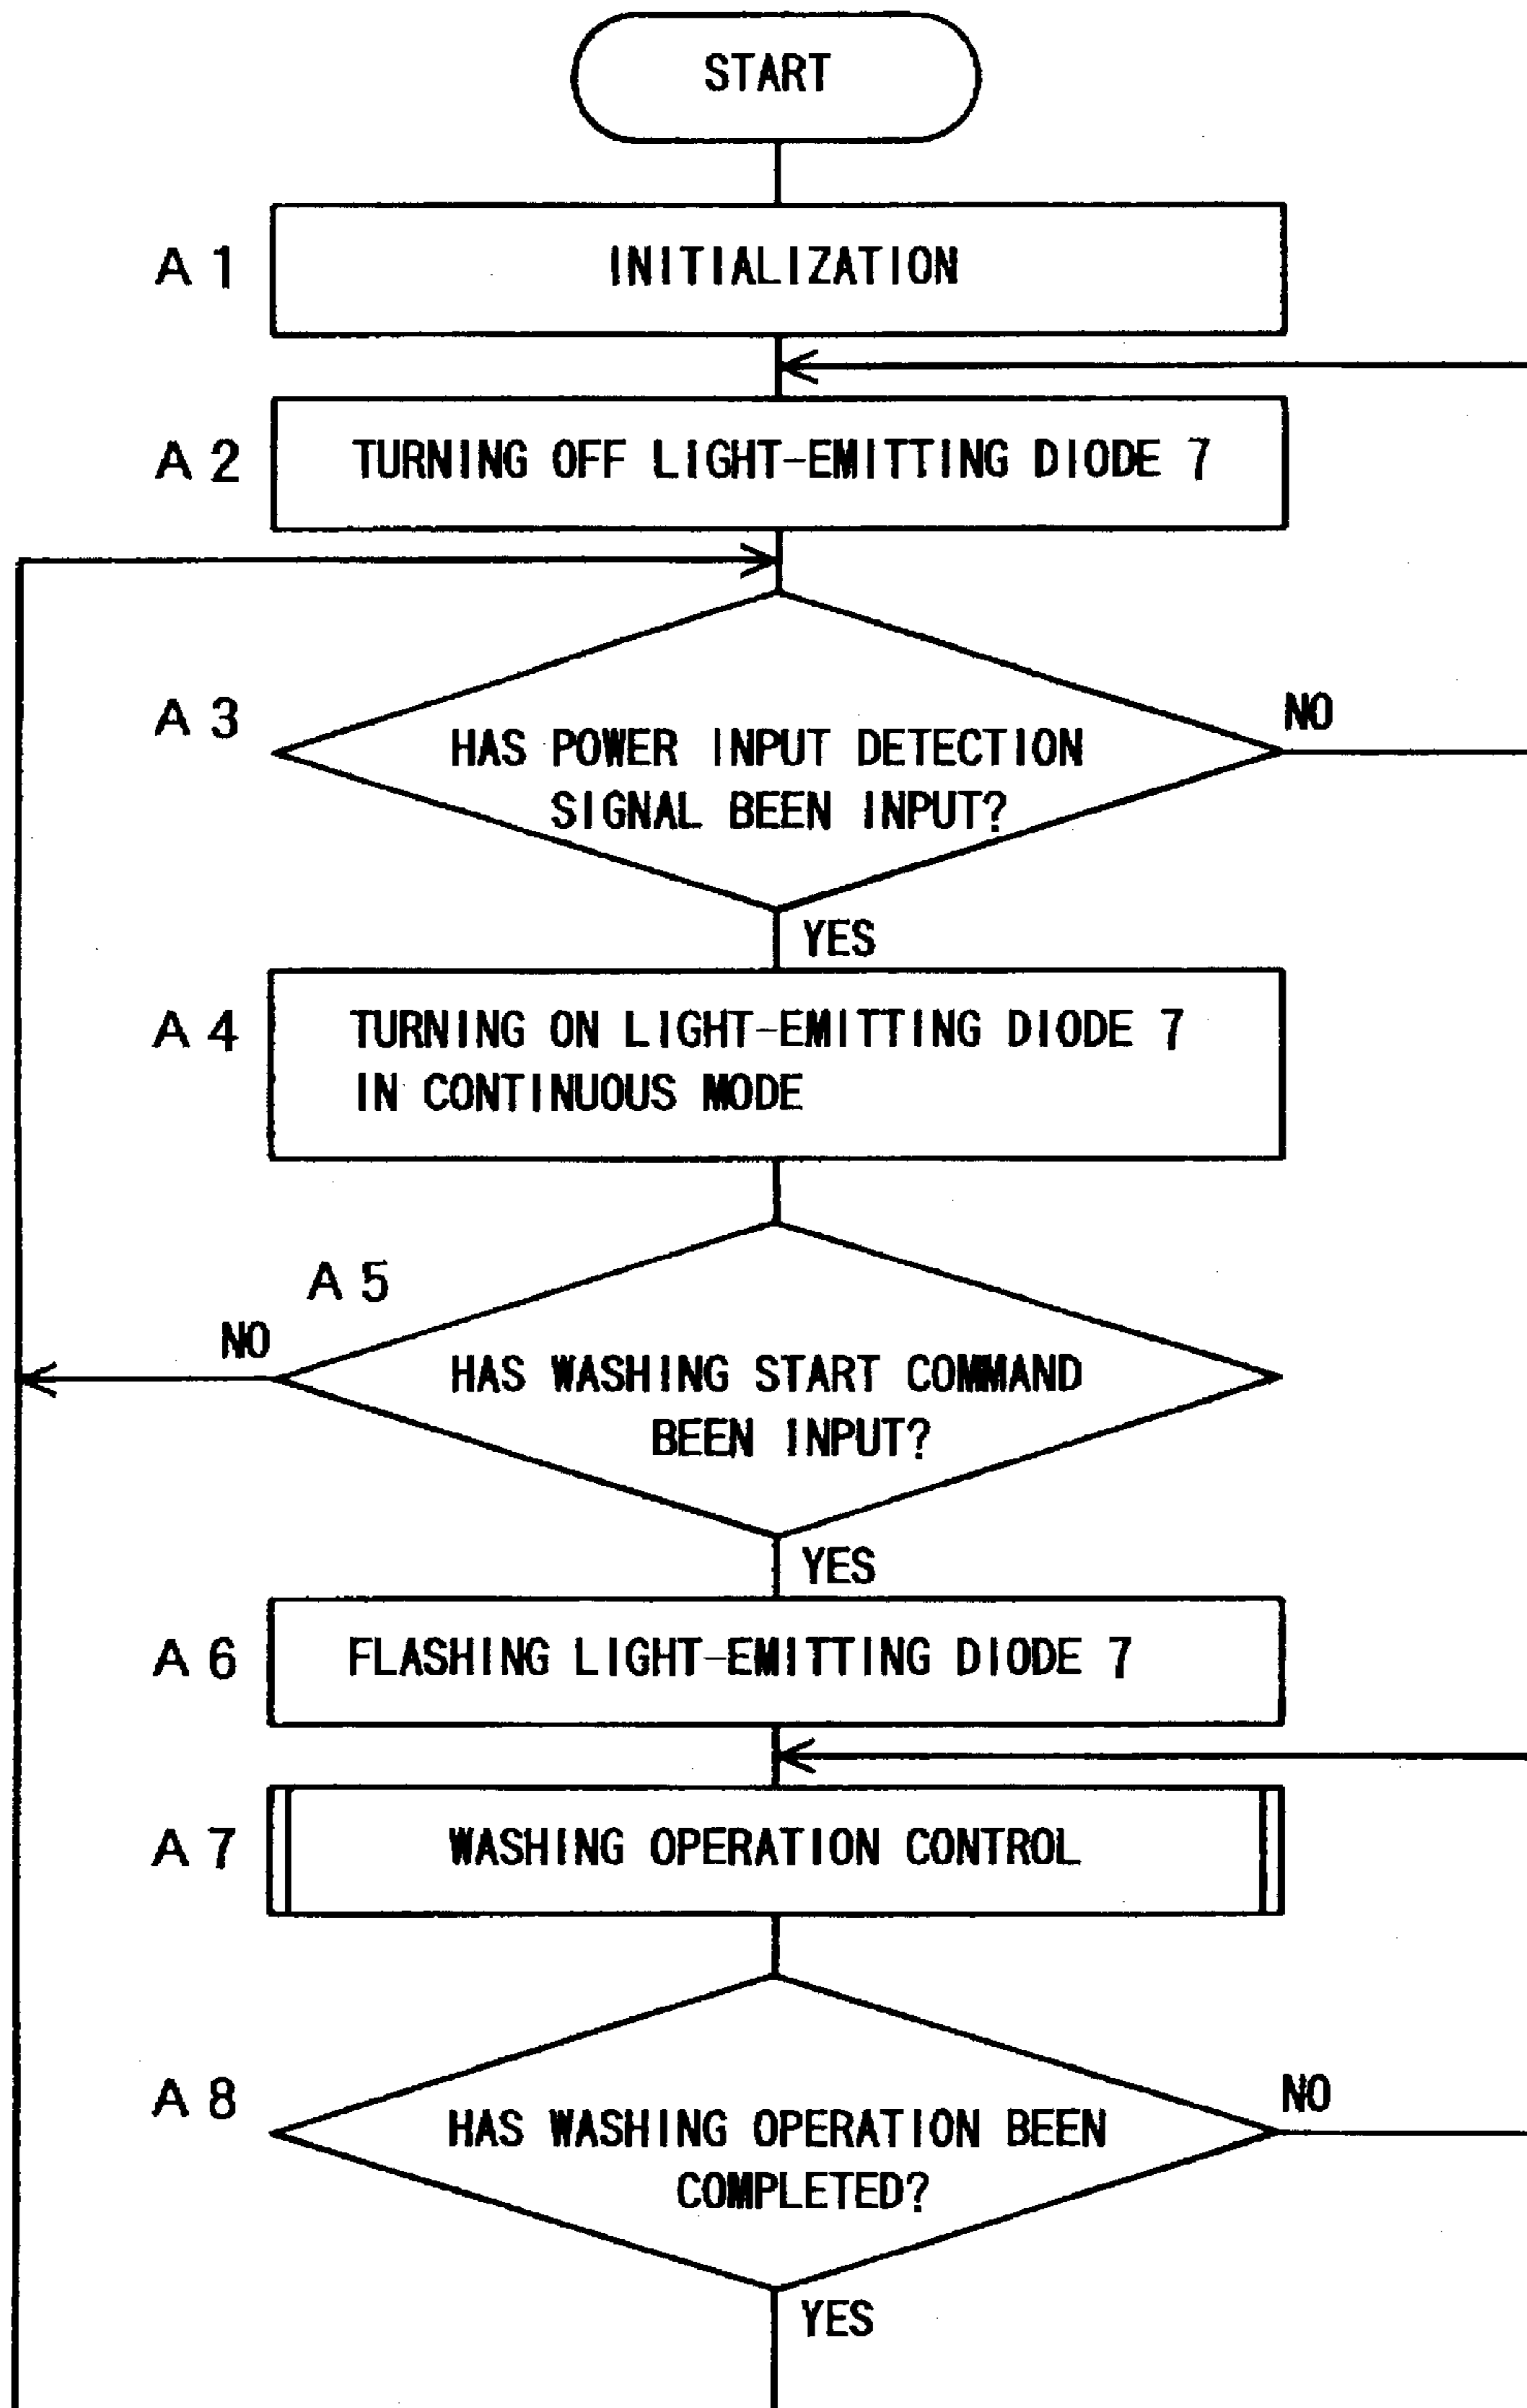 START
A 1
INITIALIZATION
A 2
TURNING OFF LIGHT-EMITTING DIODE 7
A 3
NO
HAS POWER INPUT DETECTION
SIGNAL BEEN INPUT?
YES
A 4
TURNING ON LIGHT-EMITTING DIODE 7
IN CONTINUOUS MODE
A 5
NO
HAS WASHING START COMMAND
BEEN INPUT?
YES
A 6
FLASHING LIGHT-EMITTING DIODE 7
A 7
WASHING OPERATION CONTROL
A 8
NO
HAS WASHING OPERATION BEEN
COMPLETED?
YES